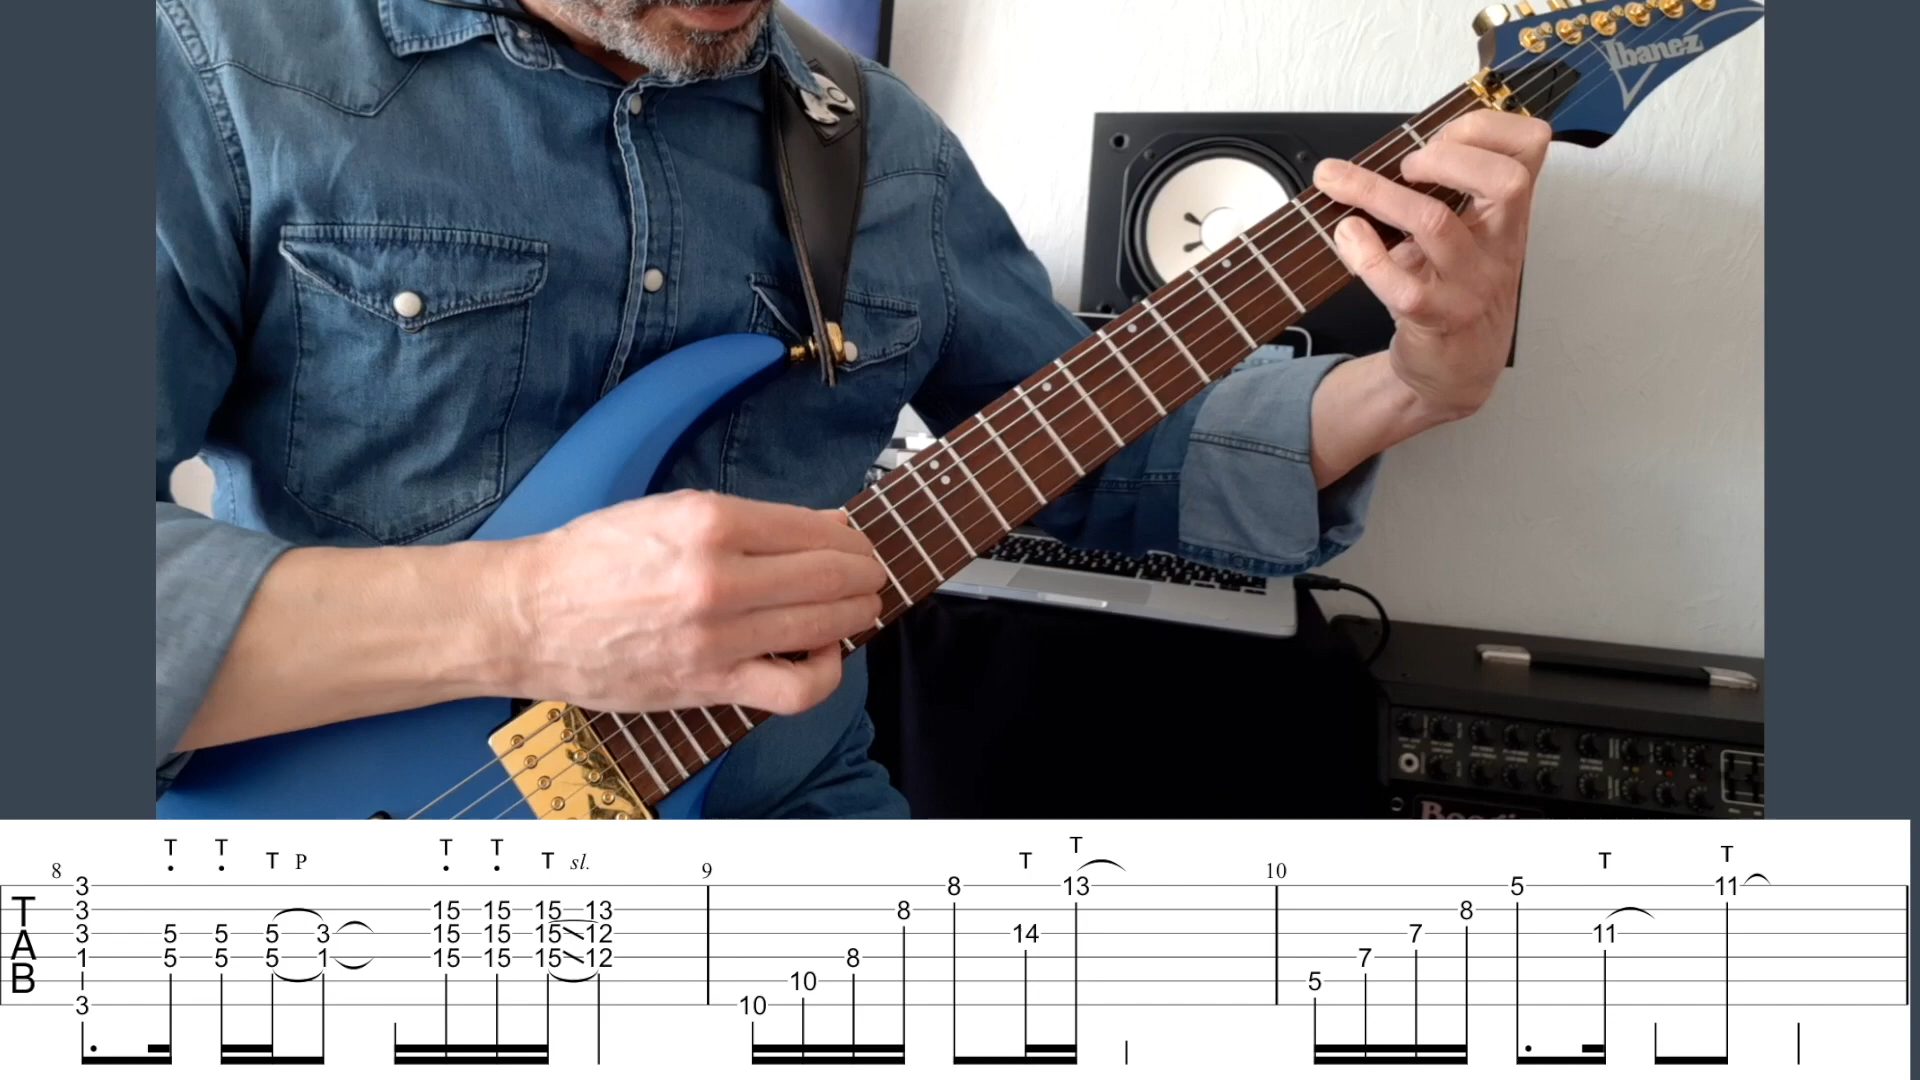 Ibanez
T T T P T T T sl. T T T T
8 9 10
3 8 13 5 11
3 15 15 15 13 8 8
3 5 5 5 3 15 15 15 12 14 7 11
1 5 5 5 1 15 15 15 12 8 7
10 5
3 10
TAB